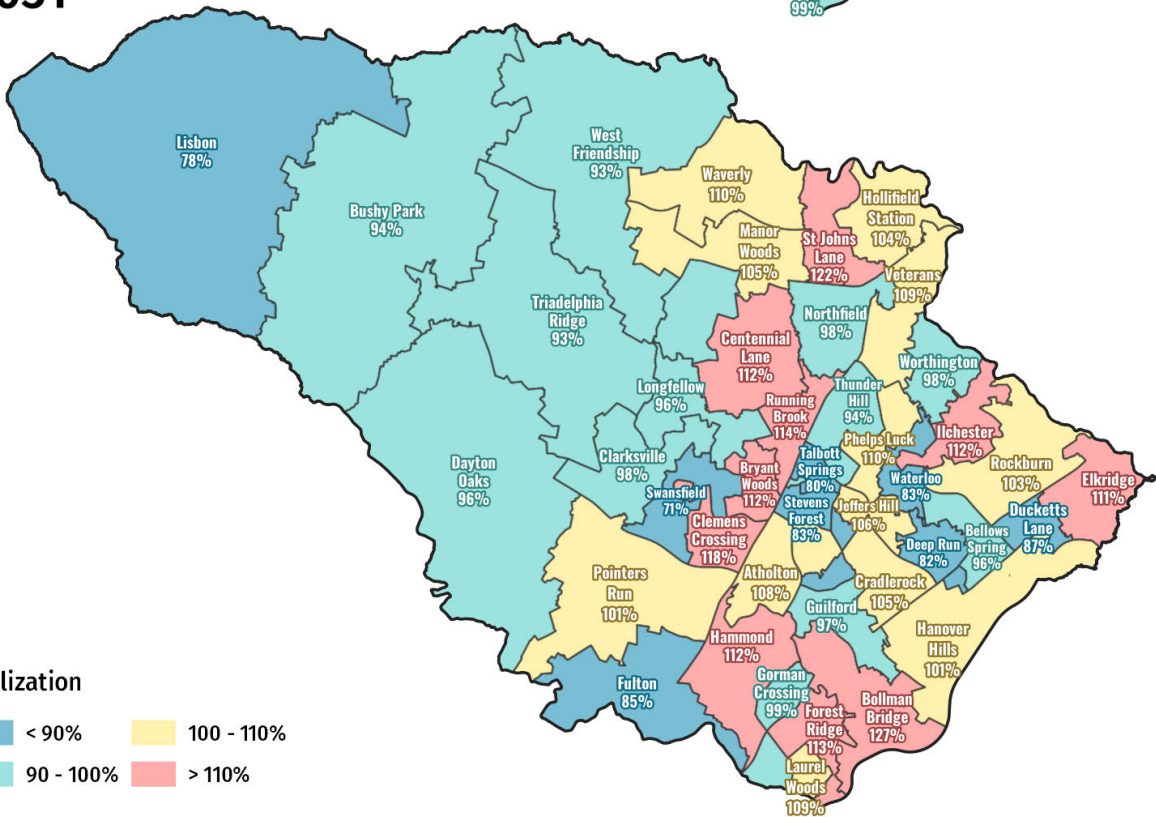 99%
Lisbon
78%
West
Friendship
93%
Bushy Park
94%
Waverly
110%
Hollifield
Station
104%
Manor
Woods
105%
St Johns
Lane
122%
Veterans
109%
Triadelphia
Ridge
93%
Northfield
98%
Centennial
Lane
112%
Worthington
98%
Longfellow
96%
Thunder
Hill
94%
Running
Brook
114%
Phelps Luck
110%
Ilchester
112%
Clarksville
98%
Talbott
Springs
80%
Dayton
Oaks
96%
Bryant
Woods
112%
Waterloo
83%
Rockburn
103%
Elkridge
111%
Swansfield
71%
Stevens
Forest
83%
Jeffers Hill
106%
Ducketts
Lane
87%
Clemens
Crossing
118%
Deep Run
82%
Bellows
Spring
96%
Pointers
Run
101%
Atholton
108%
Cradlerock
105%
Guilford
97%
Hammond
112%
Hanover
Hills
101%
Fulton
85%
Gorman
Crossing
99%
Forest
Ridge
113%
Bollman
Bridge
127%
Laurel
Woods
109%
lization
< 90%
100 - 110%
90 - 100%
> 110%